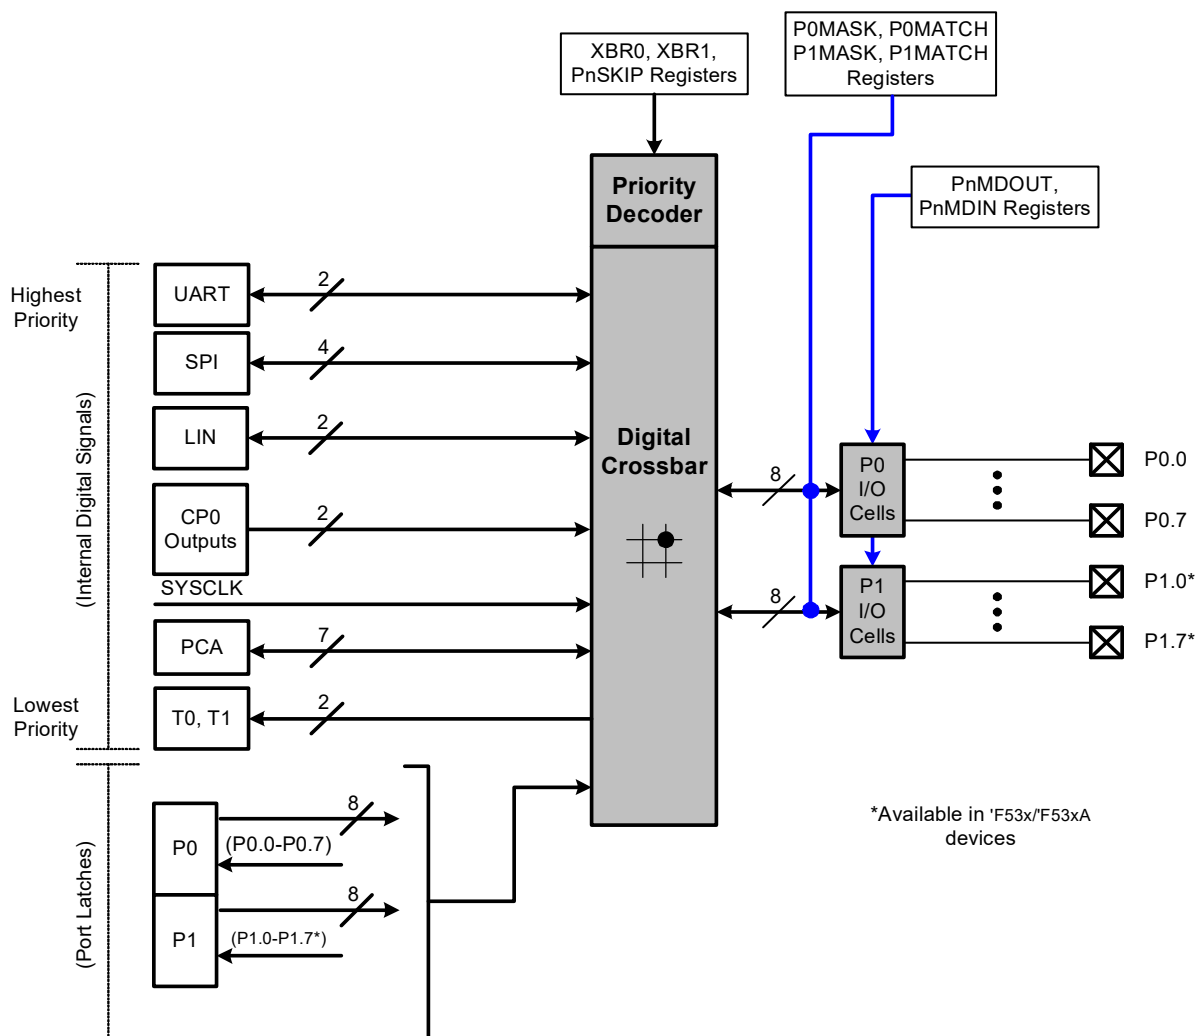 XBR0, XBR1,
PnSKIP Registers
P0MASK, P0MATCH
P1MASK, P1MATCH
Registers
PnMDOUT,
PnMDIN Registers
Priority
Decoder
Highest
Priority
(Internal Digital Signals)
Lowest
Priority
UART
2
SPI
4
LIN
2
CP0
Outputs
2
SYSCLK
PCA
7
T0, T1
2
Digital
Crossbar
8
P0
I/O
Cells
P0.0
P0.7
8
P1
I/O
Cells
P1.0*
P1.7*
(Port Latches)
P0
8
(P0.0-P0.7)
P1
8
(P1.0-P1.7*)
*Available in 'F53x/'F53xA
devices